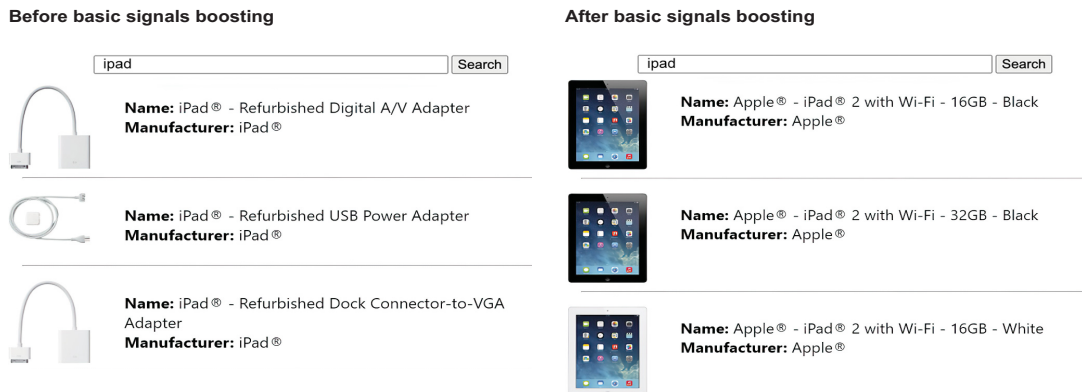 Before basic signals boosting
ipad
Search
Name: iPad® - Refurbished Digital A/V Adapter
Manufacturer: iPad®
Name: iPad® - Refurbished USB Power Adapter
Manufacturer: iPad®
Name: iPad® - Refurbished Dock Connector-to-VGA
Adapter
Manufacturer: iPad®
After basic signals boosting
ipad
Search
Name: Apple® - iPad® 2 with Wi-Fi - 16GB - Black
Manufacturer: Apple®
Name: Apple® - iPad® 2 with Wi-Fi - 32GB - Black
Manufacturer: Apple®
Name: Apple® - iPad® 2 with Wi-Fi - 16GB - White
Manufacturer: Apple®